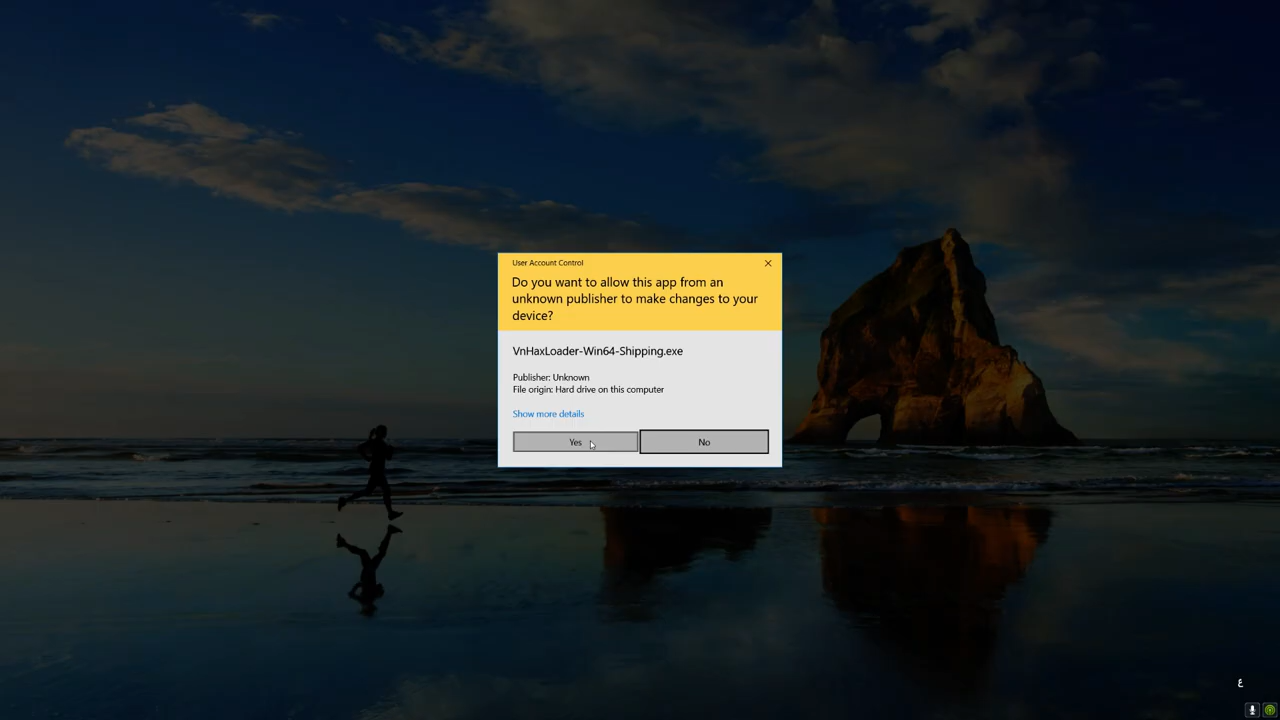 User Account Control
Do you want to allow this app from an
unknown publisher to make changes to your
device?
VnHaxLoader-Win64-Shipping.exe
Publisher: Unknown
File origin: Hard drive on this computer
Show more details
Yes
No
ع